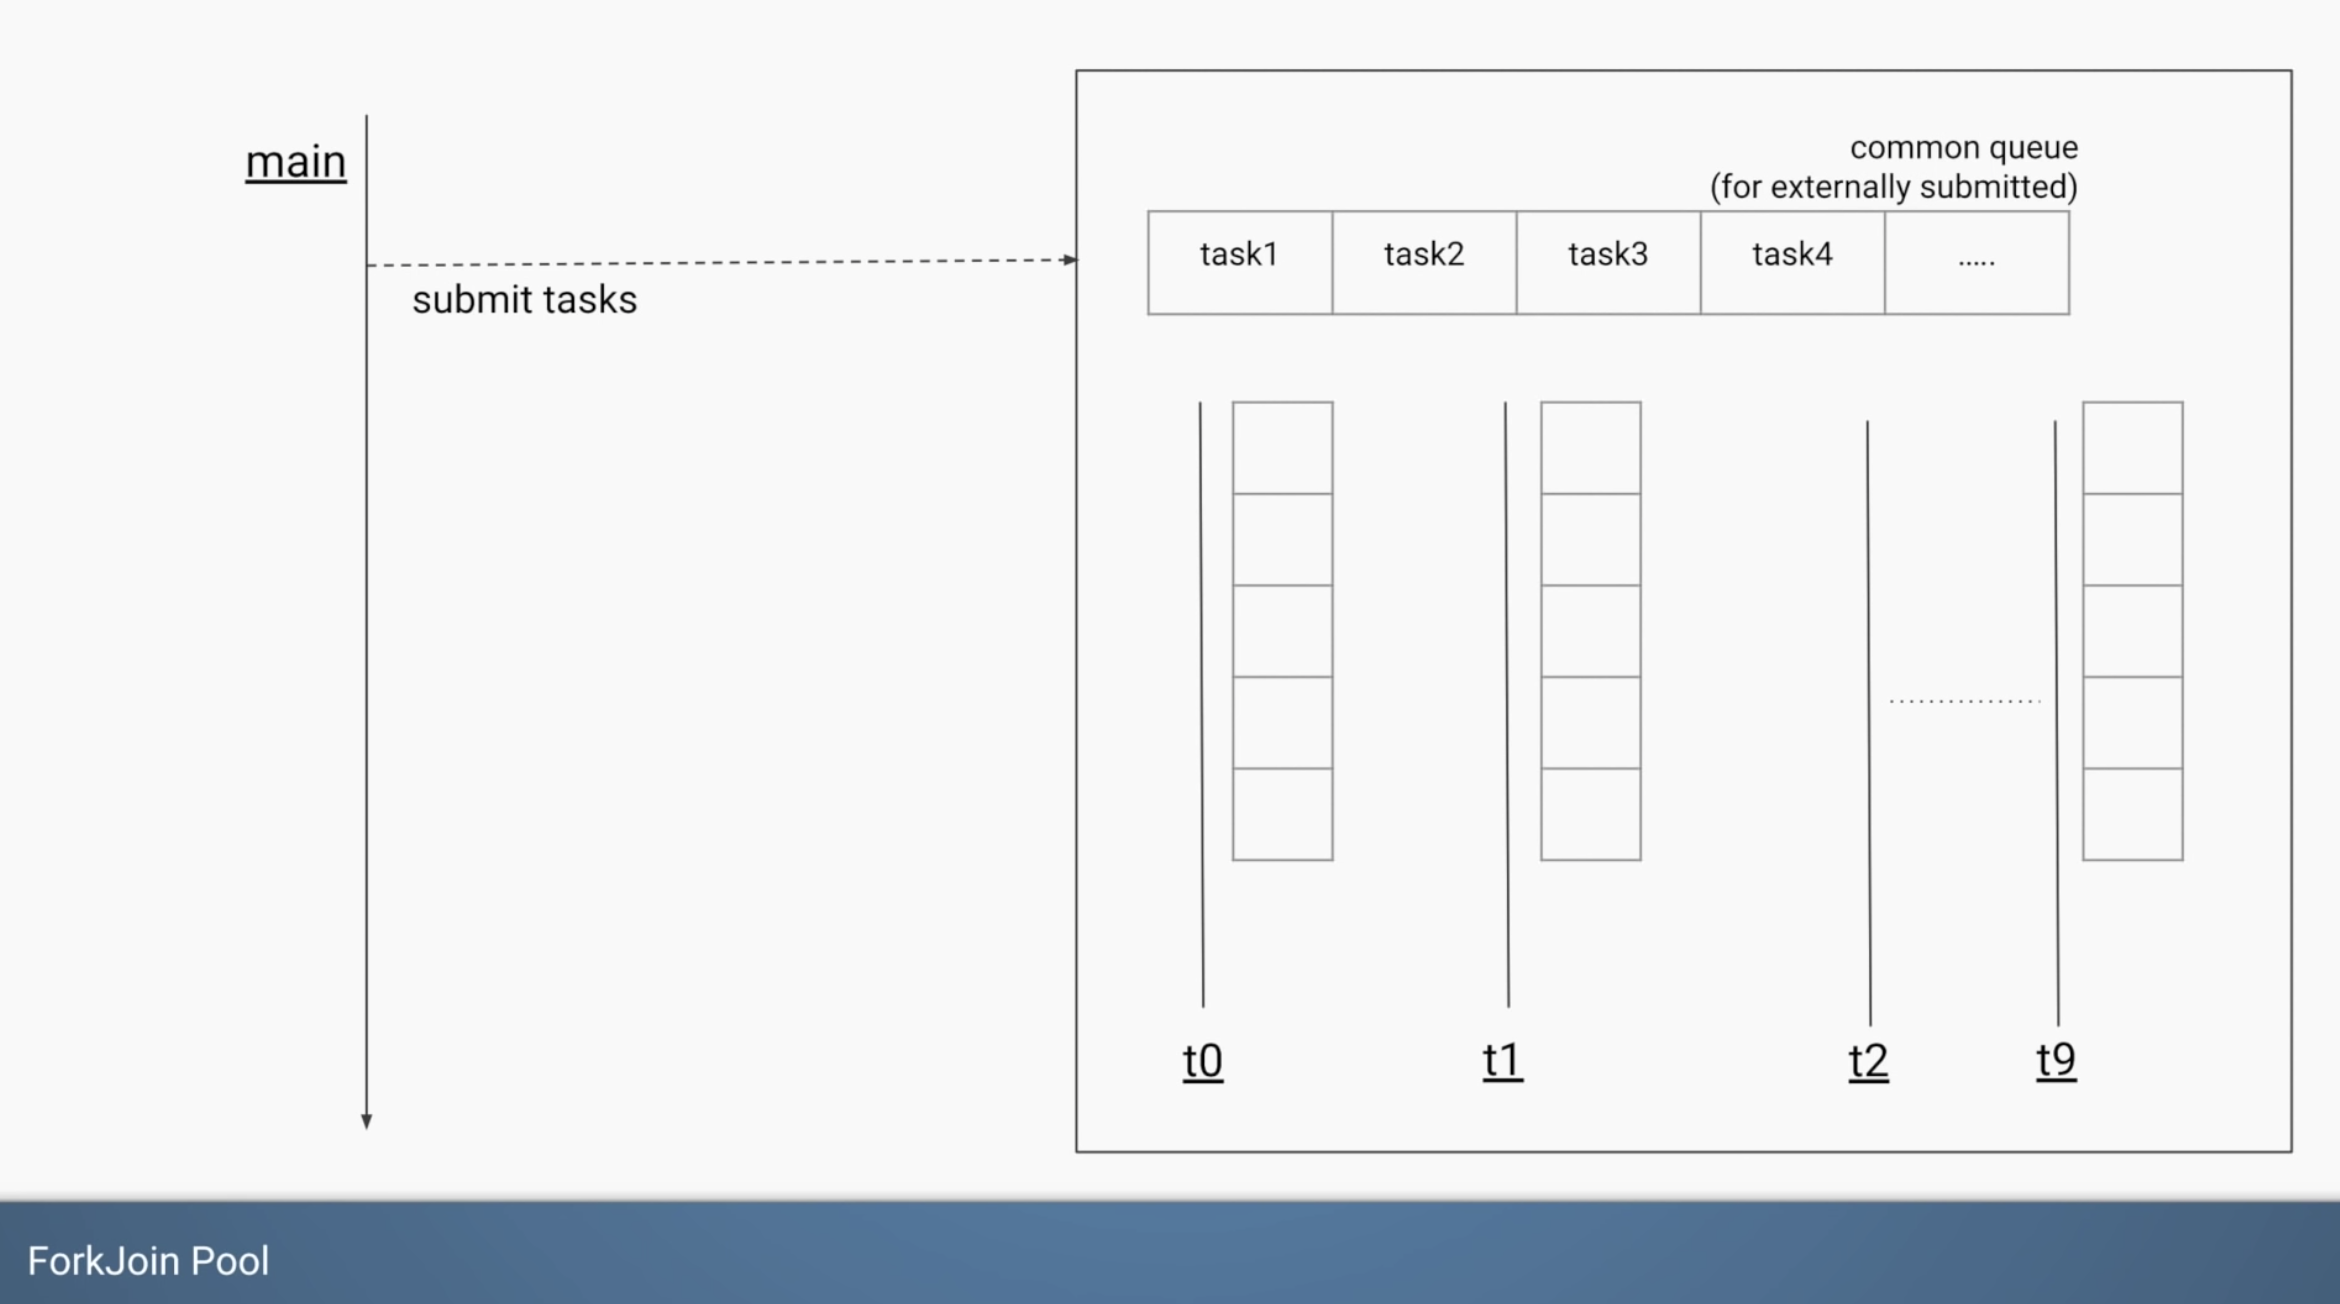 main
common queue
(for externally submitted)
task1 task2 task3 task4 .....
submit tasks
t0 t1 t2 t9
ForkJoin Pool